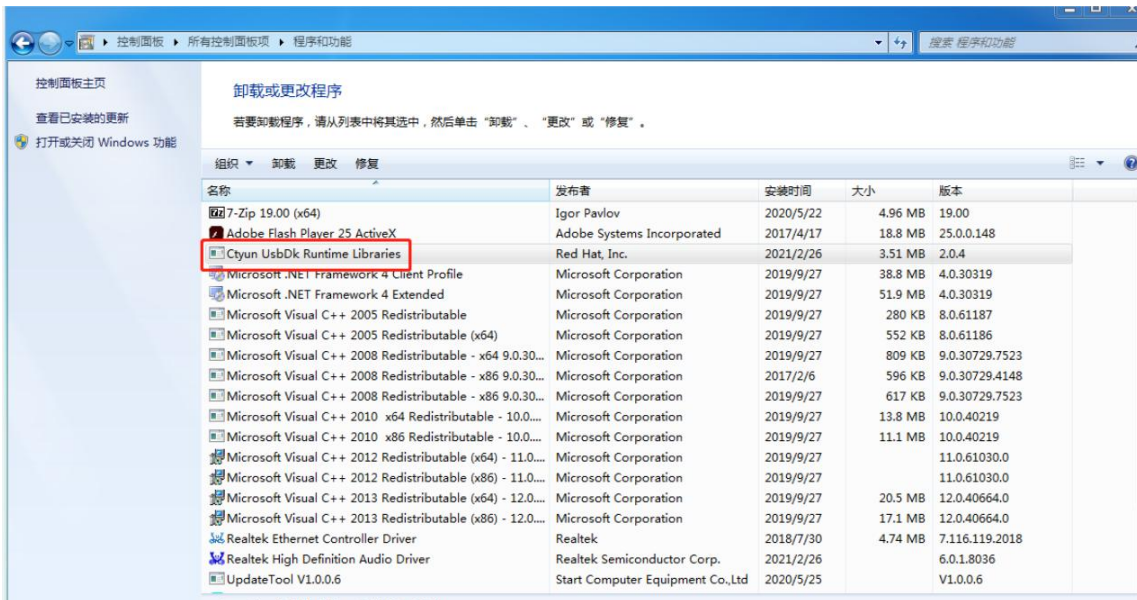 控制面板 ▸ 所有控制面板项 ▸ 程序和功能
搜索 程序和功能
控制面板主页
查看已安装的更新
打开或关闭 Windows 功能
卸载或更改程序
若要卸载程序，请从列表中将其选中，然后单击“卸载”、“更改”或“修复”。
组织 卸载 更改 修复
名称 发布者 安装时间 大小 版本
7-Zip 19.00 (x64) Igor Pavlov 2020/5/22 4.96 MB 19.00
Adobe Flash Player 25 ActiveX Adobe Systems Incorporated 2017/4/17 18.8 MB 25.0.0.148
Ctyun UsbDk Runtime Libraries Red Hat, Inc. 2021/2/26 3.51 MB 2.0.4
Microsoft .NET Framework 4 Client Profile Microsoft Corporation 2019/9/27 38.8 MB 4.0.30319
Microsoft .NET Framework 4 Extended Microsoft Corporation 2019/9/27 51.9 MB 4.0.30319
Microsoft Visual C++ 2005 Redistributable Microsoft Corporation 2019/9/27 280 KB 8.0.61187
Microsoft Visual C++ 2005 Redistributable (x64) Microsoft Corporation 2019/9/27 552 KB 8.0.61186
Microsoft Visual C++ 2008 Redistributable - x64 9.0.30... Microsoft Corporation 2019/9/27 809 KB 9.0.30729.7523
Microsoft Visual C++ 2008 Redistributable - x86 9.0.30... Microsoft Corporation 2017/2/6 596 KB 9.0.30729.4148
Microsoft Visual C++ 2008 Redistributable - x86 9.0.30... Microsoft Corporation 2019/9/27 617 KB 9.0.30729.7523
Microsoft Visual C++ 2010 x64 Redistributable - 10.0.... Microsoft Corporation 2019/9/27 13.8 MB 10.0.40219
Microsoft Visual C++ 2010 x86 Redistributable - 10.0.... Microsoft Corporation 2019/9/27 11.1 MB 10.0.40219
Microsoft Visual C++ 2012 Redistributable (x64) - 11.0.... Microsoft Corporation 2019/9/27 11.0.61030.0
Microsoft Visual C++ 2012 Redistributable (x86) - 11.0.... Microsoft Corporation 2019/9/27 11.0.61030.0
Microsoft Visual C++ 2013 Redistributable (x64) - 12.0.... Microsoft Corporation 2019/9/27 20.5 MB 12.0.40664.0
Microsoft Visual C++ 2013 Redistributable (x86) - 12.0.... Microsoft Corporation 2019/9/27 17.1 MB 12.0.40664.0
Realtek Ethernet Controller Driver Realtek 2018/7/30 4.74 MB 7.116.119.2018
Realtek High Definition Audio Driver Realtek Semiconductor Corp. 2021/2/26 6.0.1.8036
UpdateTool V1.0.0.6 Start Computer Equipment Co.,Ltd 2020/5/25 V1.0.0.6